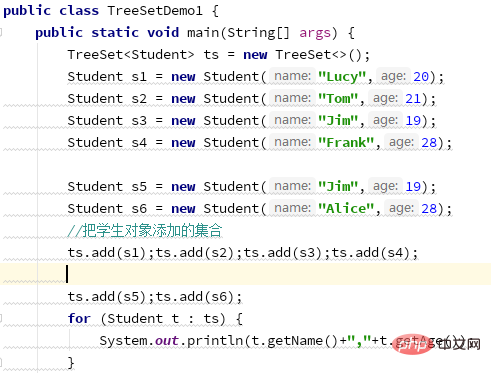 public class TreeSetDemo1 {
public static void main(String[] args) {
TreeSet<Student> ts = new TreeSet<>();
Student s1 = new Student( name: "Lucy", age: 20);
Student s2 = new Student( name: "Tom", age: 21);
Student s3 = new Student( name: "Jim", age: 19);
Student s4 = new Student( name: "Frank", age: 28);
Student s5 = new Student( name: "Jim", age: 19);
Student s6 = new Student( name: "Alice", age: 28);
//把学生对象添加的集合
ts.add(s1);ts.add(s2);ts.add(s3);ts.add(s4);
ts.add(s5);ts.add(s6);
for (Student t : ts) {
System.out.println(t.getName()+","+t.getAge());
php 中文网
}